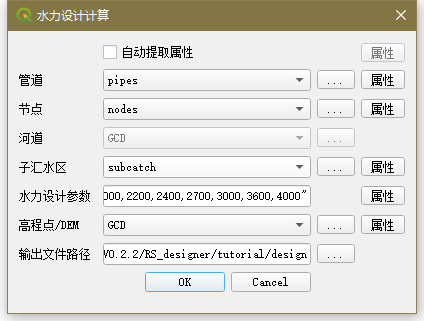 水力设计计算
自动提取属性 属性
管道 pipes ... 属性
节点 nodes ... 属性
河道 GCD ...
子汇水区 subcatch ... 属性
水力设计参数 000,2200,2400,2700,3000,3600,4000" 属性
高程点/DEM GCD ... 属性
输出文件路径 V0.2.2/RS_designer/tutorial/design ...
OK Cancel